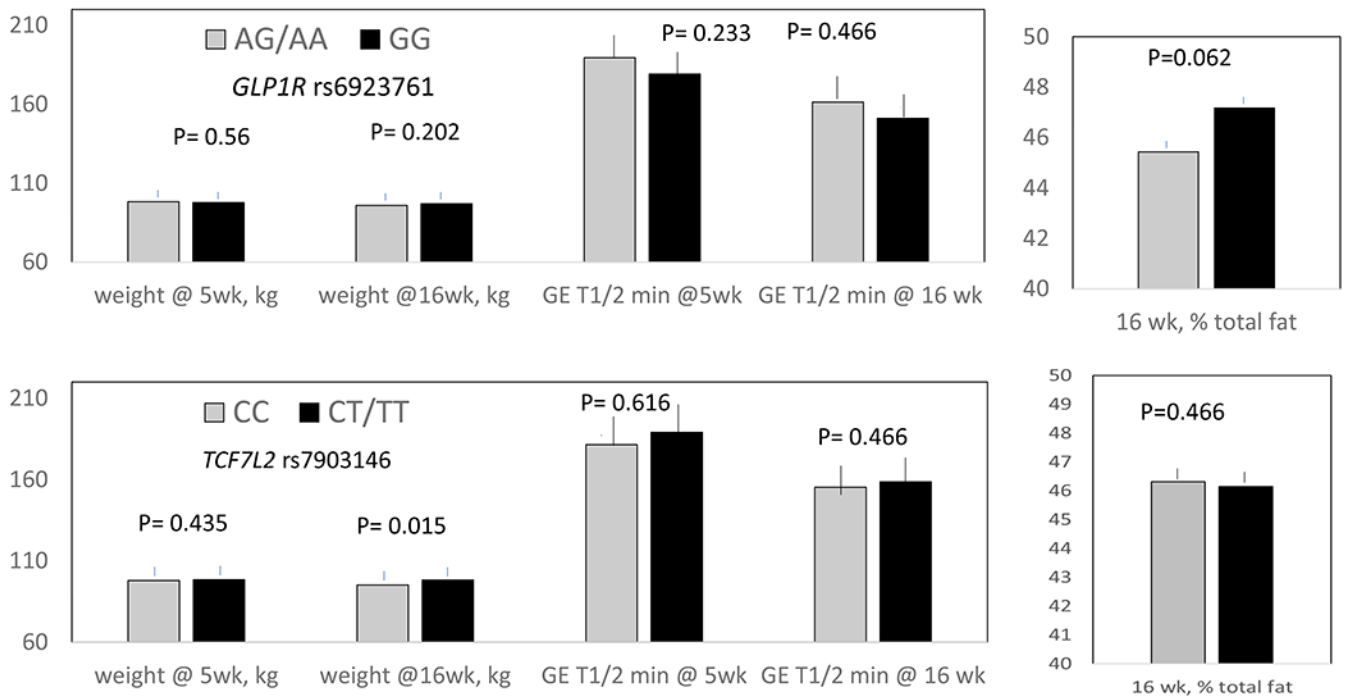 210
160
110
60
AG/AA GG
GLP1R rs6923761
P= 0.56
P= 0.202
P= 0.233
P= 0.466
weight @ 5wk, kg
weight @16wk, kg
GE T1/2 min @5wk
GE T1/2 min @ 16 wk
50
48
46
44
42
40
P=0.062
16 wk, % total fat
210
160
110
60
CC CT/TT
TCF7L2 rs7903146
P= 0.435
P= 0.015
P= 0.616
P= 0.466
weight @ 5wk, kg
weight @16wk, kg
GE T1/2 min @ 5wk
GE T1/2 min @ 16 wk
50
49
48
47
46
45
44
43
42
41
40
P=0.466
16 wk, % total fat